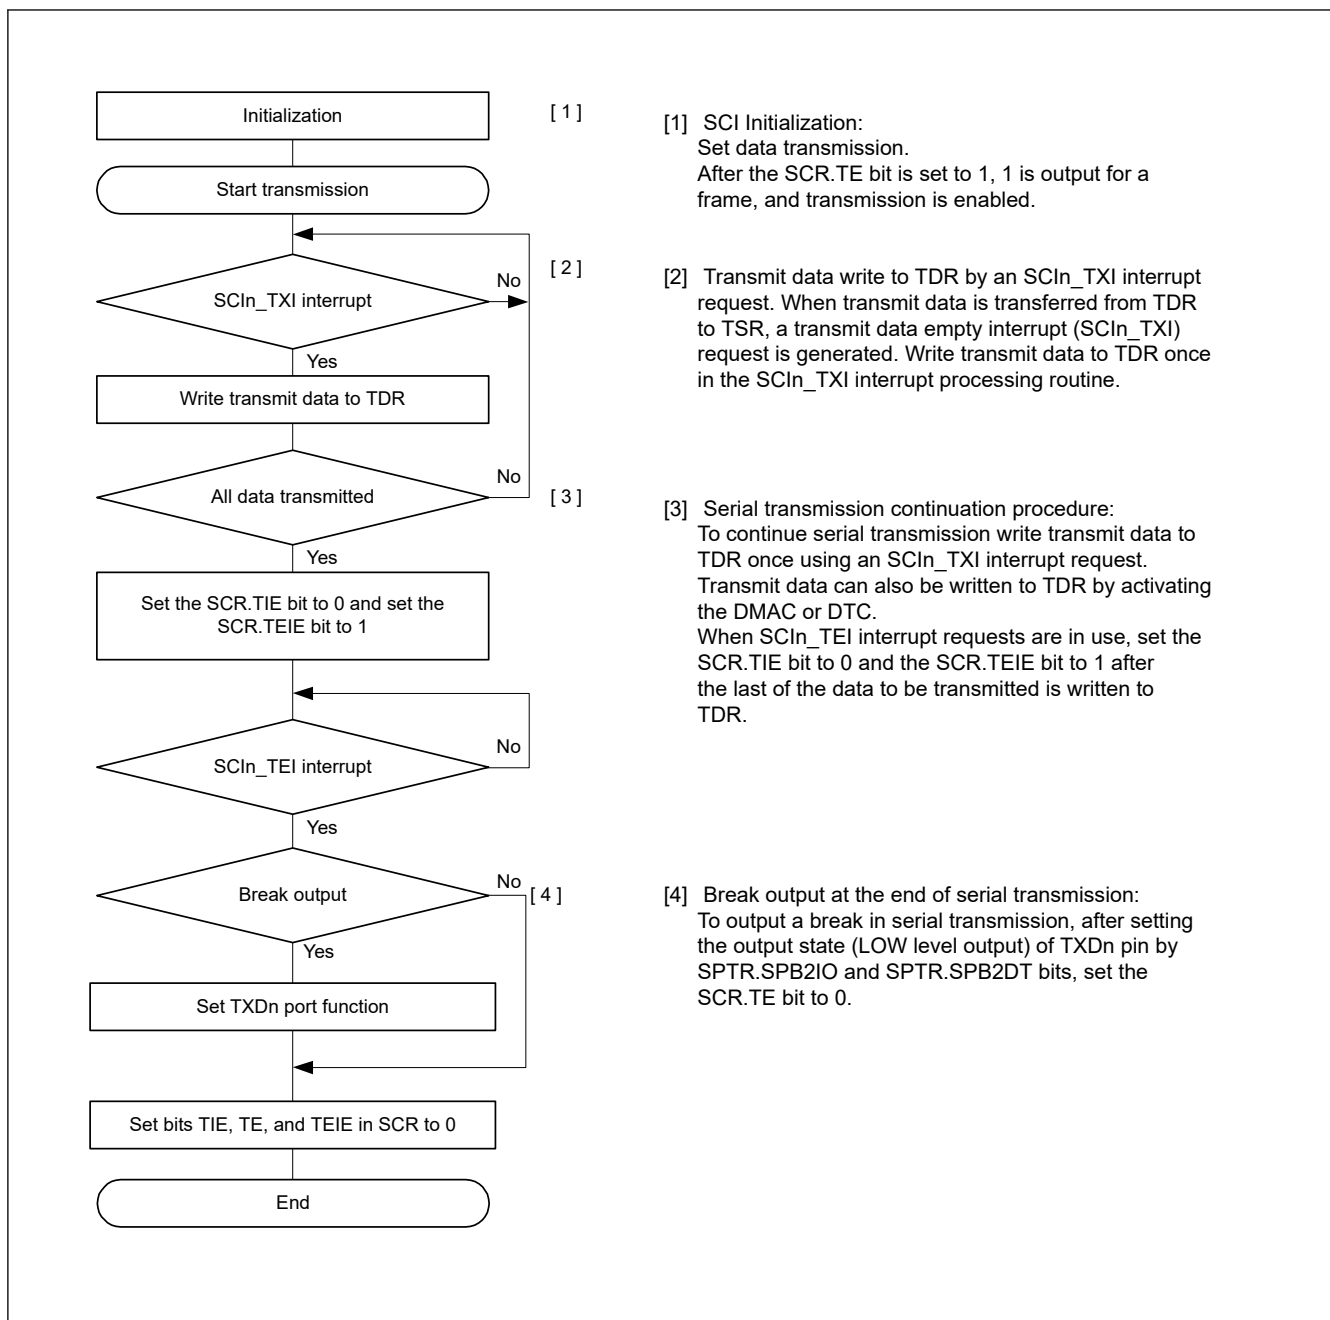 Initialization
[ 1 ]
Start transmission
[ 2 ]
SCIn_TXI interrupt
No
Yes
Write transmit data to TDR
All data transmitted
No
[ 3 ]
Yes
Set the SCR.TIE bit to 0 and set the
SCR.TEIE bit to 1
SCIn_TEI interrupt
No
Yes
Break output
No
[ 4 ]
Yes
Set TXDn port function
Set bits TIE, TE, and TEIE in SCR to 0
End
[1] SCI Initialization:
Set data transmission.
After the SCR.TE bit is set to 1, 1 is output for a
frame, and transmission is enabled.
[2] Transmit data write to TDR by an SCIn_TXI interrupt
request. When transmit data is transferred from TDR
to TSR, a transmit data empty interrupt (SCIn_TXI)
request is generated. Write transmit data to TDR once
in the SCIn_TXI interrupt processing routine.
[3] Serial transmission continuation procedure:
To continue serial transmission write transmit data to
TDR once using an SCIn_TXI interrupt request.
Transmit data can also be written to TDR by activating
the DMAC or DTC.
When SCIn_TEI interrupt requests are in use, set the
SCR.TIE bit to 0 and the SCR.TEIE bit to 1 after
the last of the data to be transmitted is written to
TDR.
[4] Break output at the end of serial transmission:
To output a break in serial transmission, after setting
the output state (LOW level output) of TXDn pin by
SPTR.SPB2IO and SPTR.SPB2DT bits, set the
SCR.TE bit to 0.